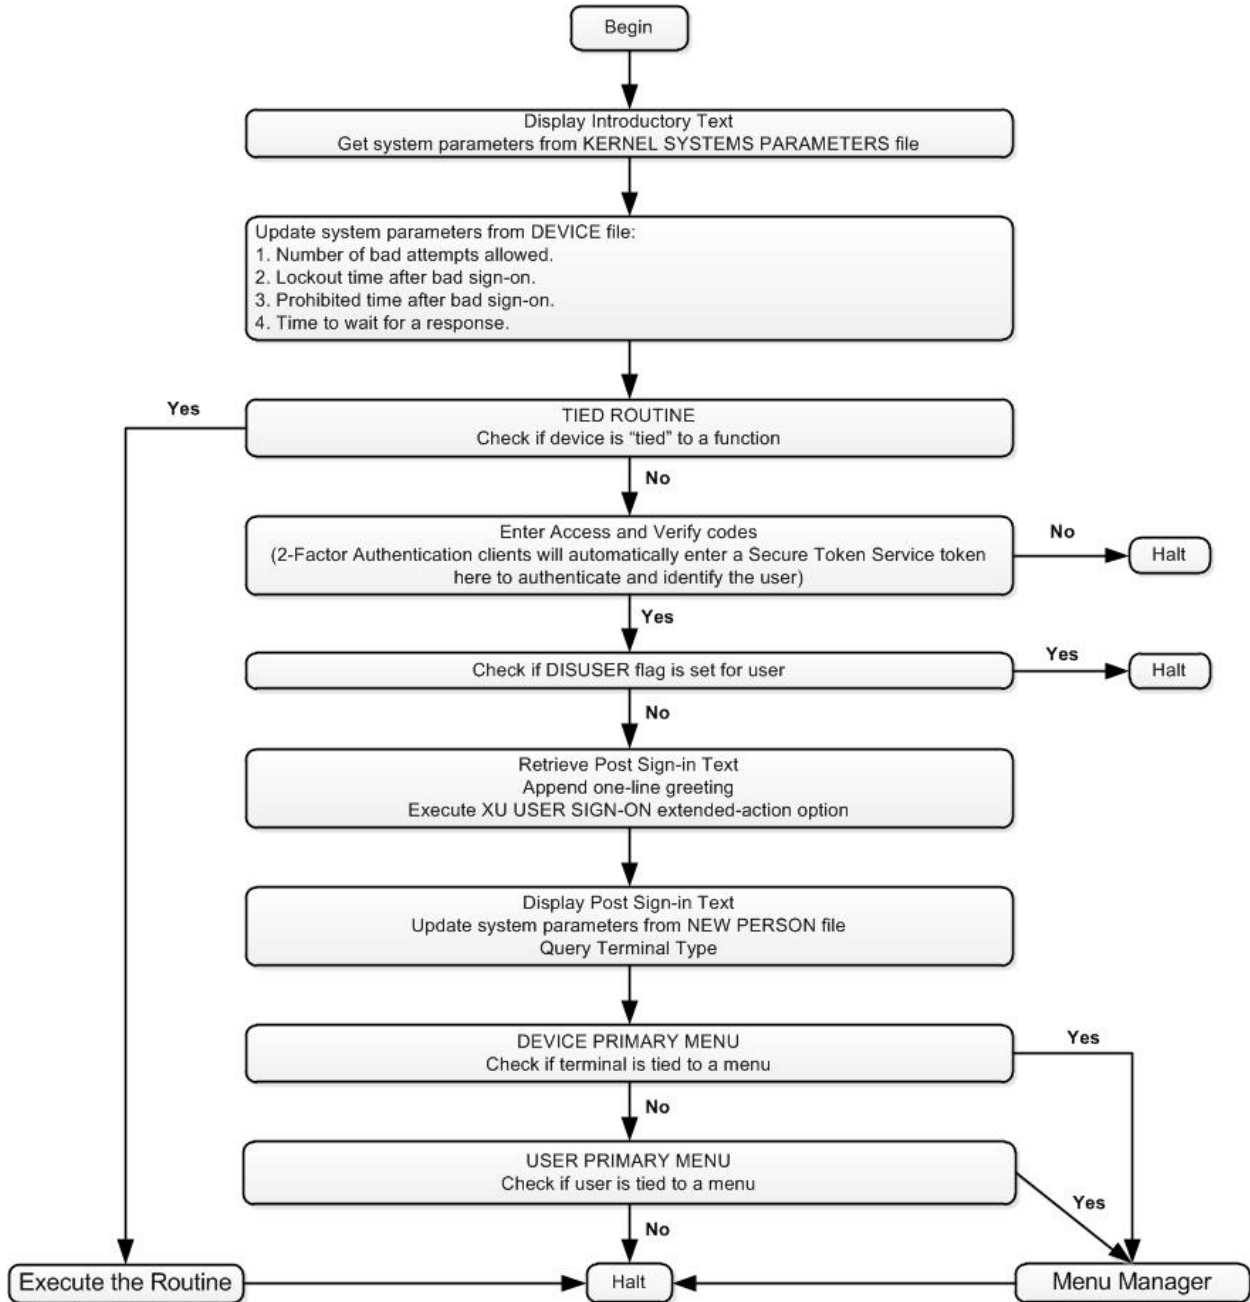 Begin
Display Introductory Text
Get system parameters from KERNEL SYSTEMS PARAMETERS file
Update system parameters from DEVICE file:
1. Number of bad attempts allowed.
2. Lockout time after bad sign-on.
3. Prohibited time after bad sign-on.
4. Time to wait for a response.
Yes
TIED ROUTINE
Check if device is “tied” to a function
No
Enter Access and Verify codes
(2-Factor Authentication clients will automatically enter a Secure Token Service token
here to authenticate and identify the user)
No
Halt
Yes
Check if DISUSER flag is set for user
Yes
Halt
No
Retrieve Post Sign-in Text
Append one-line greeting
Execute XU USER SIGN-ON extended-action option
Display Post Sign-in Text
Update system parameters from NEW PERSON file
Query Terminal Type
DEVICE PRIMARY MENU
Check if terminal is tied to a menu
Yes
No
USER PRIMARY MENU
Check if user is tied to a menu
Yes
No
Execute the Routine
Halt
Menu Manager